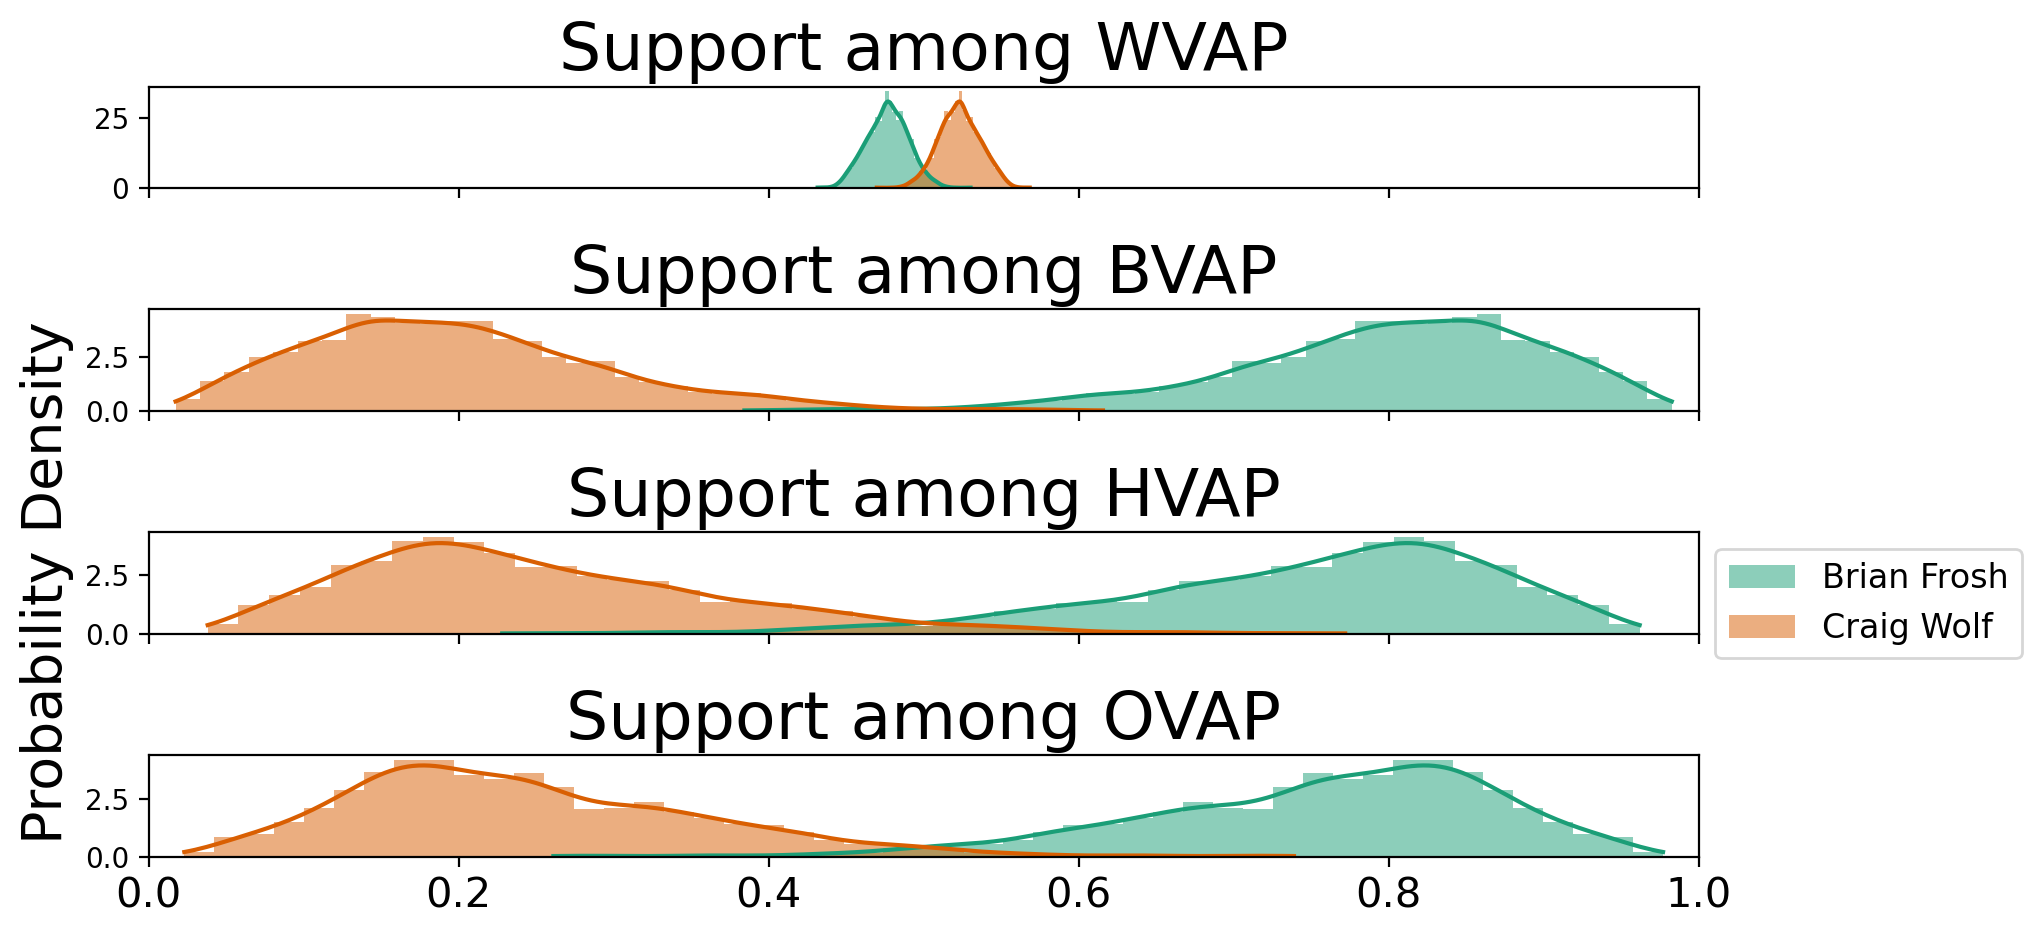 Support among WVAP
25
0
Support among BVAP
2.5
0.0
Support among HVAP
2.5
0.0
Support among OVAP
2.5
0.0
0.0 0.2 0.4 0.6 0.8 1.0
Probability Density
Brian Frosh
Craig Wolf